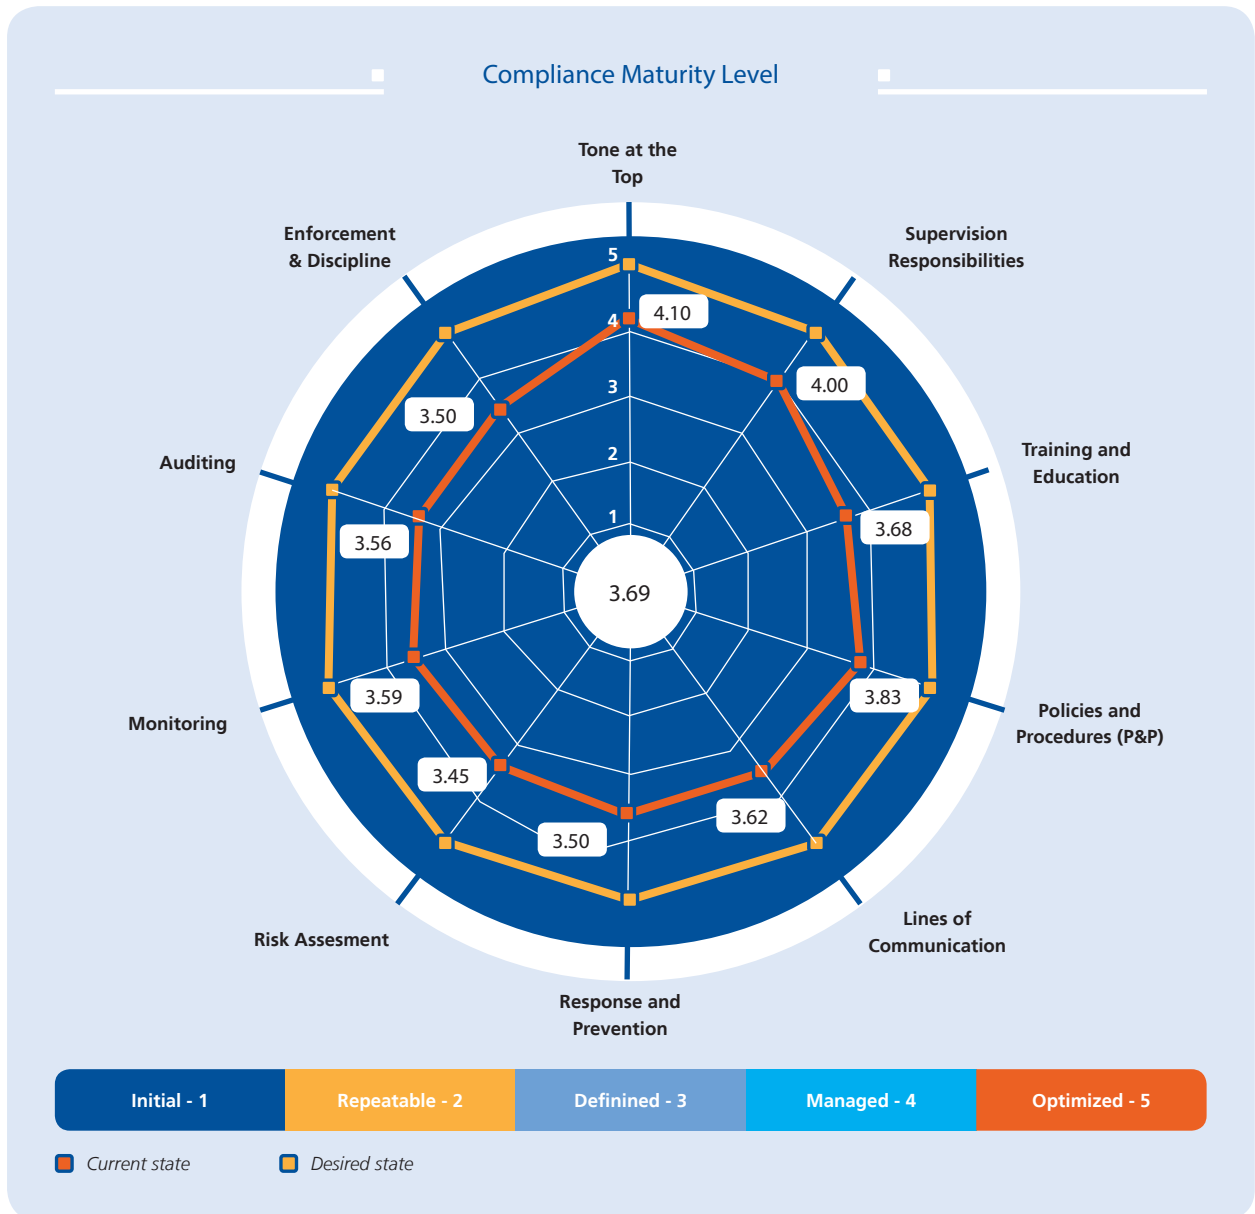 Compliance Maturity Level
Tone at the
Top
Enforcement
& Discipline
Supervision
Responsibilities
5
4.10
4
3
4.00
3.50
Training and
Education
Auditing
2
1
3.68
3.56
3.69
3.59
3.83
Monitoring
Policies and
Procedures (P&P)
3.45
3.62
3.50
Risk Assesment
Lines of
Communication
Response and
Prevention
Initial - 1
Repeatable - 2
Definined - 3
Managed - 4
Optimized - 5
Current state
Desired state